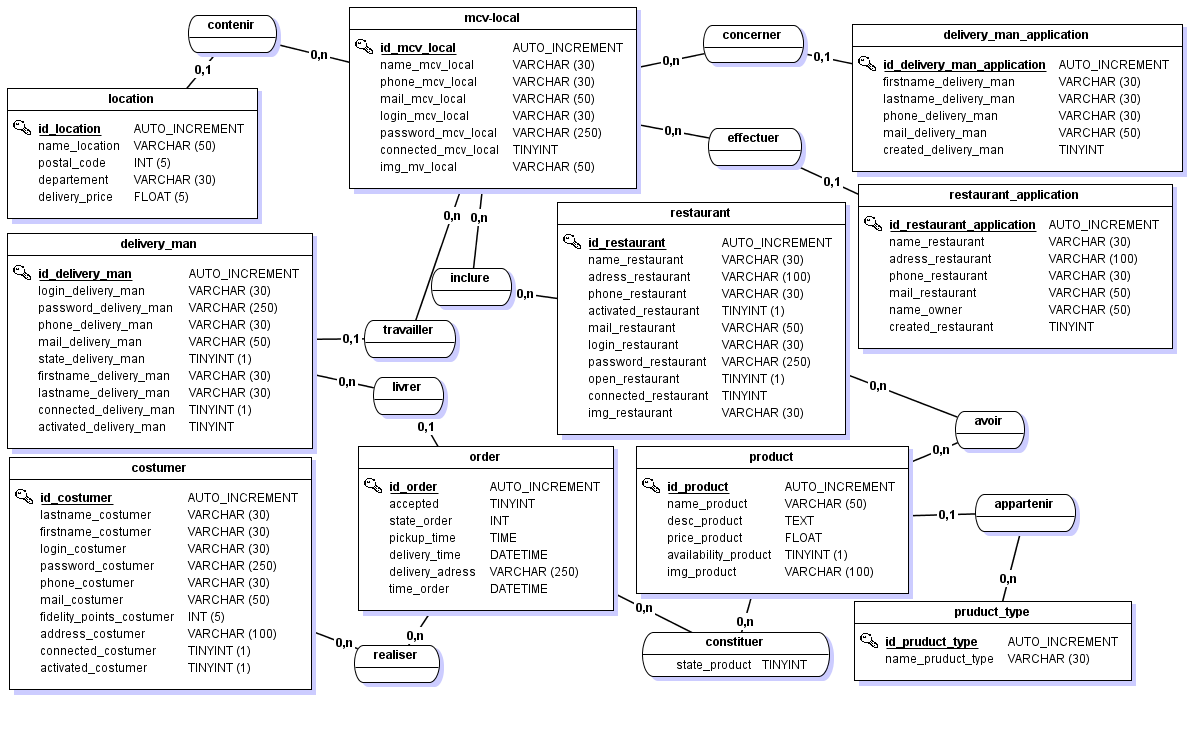 contenir
0,n
0,1
mcv-local
id_mcv_local AUTO_INCREMENT
name_mcv_local VARCHAR (30)
phone_mcv_local VARCHAR (30)
mail_mcv_local VARCHAR (50)
login_mcv_local VARCHAR (30)
password_mcv_local VARCHAR (250)
connected_mcv_local TINYINT
img_mv_local VARCHAR (50)
concerner
0,n
0,1
delivery_man_application
id_delivery_man_application AUTO_INCREMENT
firstname_delivery_man VARCHAR (30)
lastname_delivery_man VARCHAR (30)
phone_delivery_man VARCHAR (30)
mail_delivery_man VARCHAR (50)
created_delivery_man TINYINT
location
id_location AUTO_INCREMENT
name_location VARCHAR (50)
postal_code INT (5)
departement VARCHAR (30)
delivery_price FLOAT (5)
effectuer
0,n
0,1
restaurant_application
id_restaurant_application AUTO_INCREMENT
name_restaurant VARCHAR (30)
adress_restaurant VARCHAR (100)
phone_restaurant VARCHAR (30)
mail_restaurant VARCHAR (50)
name_owner VARCHAR (50)
created_restaurant TINYINT
0,n
0,n
inclure
0,n
restaurant
id_restaurant AUTO_INCREMENT
name_restaurant VARCHAR (30)
adress_restaurant VARCHAR (100)
phone_restaurant VARCHAR (30)
activated_restaurant TINYINT (1)
mail_restaurant VARCHAR (50)
login_restaurant VARCHAR (30)
password_restaurant VARCHAR (250)
open_restaurant TINYINT (1)
connected_restaurant TINYINT
img_restaurant VARCHAR (30)
delivery_man
id_delivery_man AUTO_INCREMENT
login_delivery_man VARCHAR (30)
password_delivery_man VARCHAR (250)
phone_delivery_man VARCHAR (30)
mail_delivery_man VARCHAR (50)
state_delivery_man TINYINT (1)
firstname_delivery_man VARCHAR (30)
lastname_delivery_man VARCHAR (30)
connected_delivery_man TINYINT (1)
activated_delivery_man TINYINT
travailler
0,1
livrer
0,n
0,1
avoir
0,n
0,n
costumer
id_costumer AUTO_INCREMENT
lastname_costumer VARCHAR (30)
firstname_costumer VARCHAR (30)
login_costumer VARCHAR (30)
password_costumer VARCHAR (250)
phone_costumer VARCHAR (30)
mail_costumer VARCHAR (50)
fidelity_points_costumer INT (5)
address_costumer VARCHAR (100)
connected_costumer TINYINT (1)
activated_costumer TINYINT (1)
order
id_order AUTO_INCREMENT
accepted TINYINT
state_order INT
pickup_time TIME
delivery_time DATETIME
delivery_adress VARCHAR (250)
time_order DATETIME
product
id_product AUTO_INCREMENT
name_product VARCHAR (50)
desc_product TEXT
price_product FLOAT
availability_product TINYINT (1)
img_product VARCHAR (100)
0,1
appartenir
0,n
pruduct_type
id_pruduct_type AUTO_INCREMENT
name_pruduct_type VARCHAR (30)
0,n
0,n
realiser
0,n
0,n
constituer
state_product TINYINT